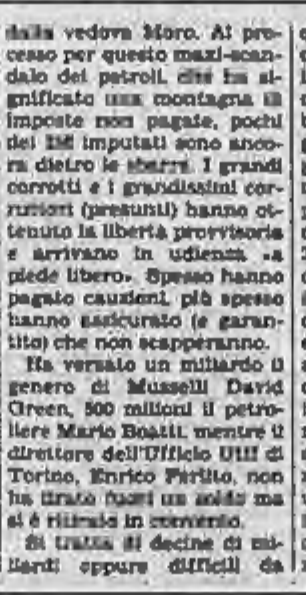 dalla vedova Moro. Al pro-
cesso per questo maxi-scan-
dalo dei petroli, che ha si-
gnificato una montagna di
imposte non pagate, pochi
dei imputati sono anco-
ra dietro le sbarre. I grandi
corrotti e i grandissimi cor-
ruttori (presunti) hanno ot-
tenuto la libertà provvisoria
e arrivano in udienza «a
piede libero». Spesso hanno
pagato cauzioni, più spesso
hanno assicurato (e garan-
tito) che non scapperanno.
Ha versato un miliardo il
genero di Musselli David
Green, 500 milioni il petro-
liere Mario Boatti, mentre il
direttore dell'Ufficio Utif di
Torino, Enrico Ferlito, non
ha tirato fuori un soldo ma
si è ritirato in convento.
Si tratta di decine di mi-
liardi eppure difficili da